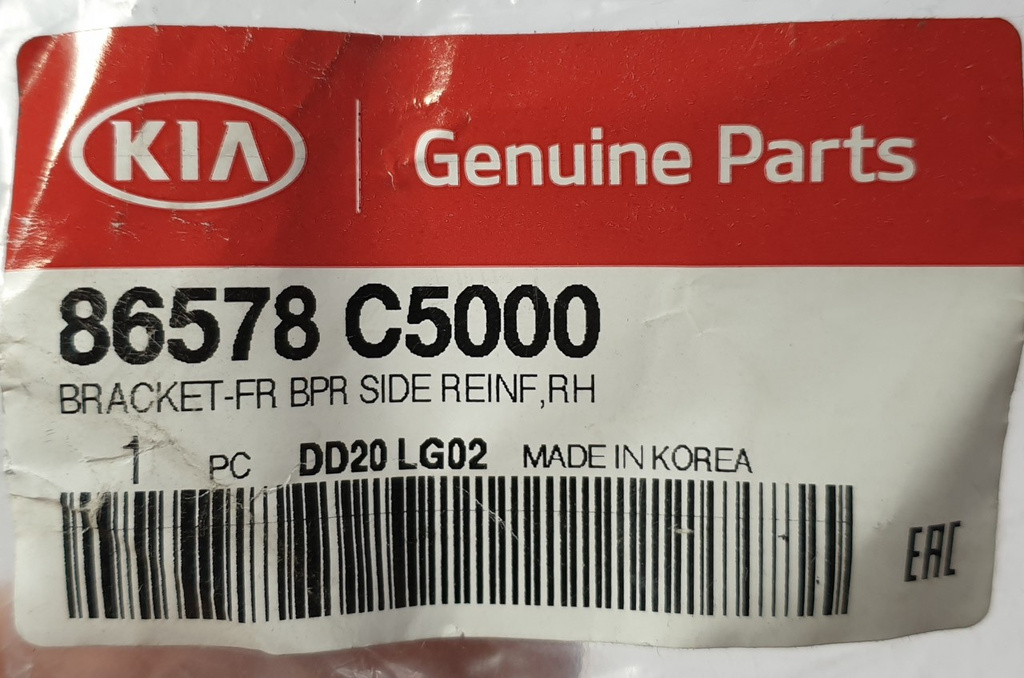 KIA Genuine Parts
86578 C5000
BRACKET-FR BPR SIDE REINF,RH
1 PC DD20 LG02 MADE IN KOREA
EAC